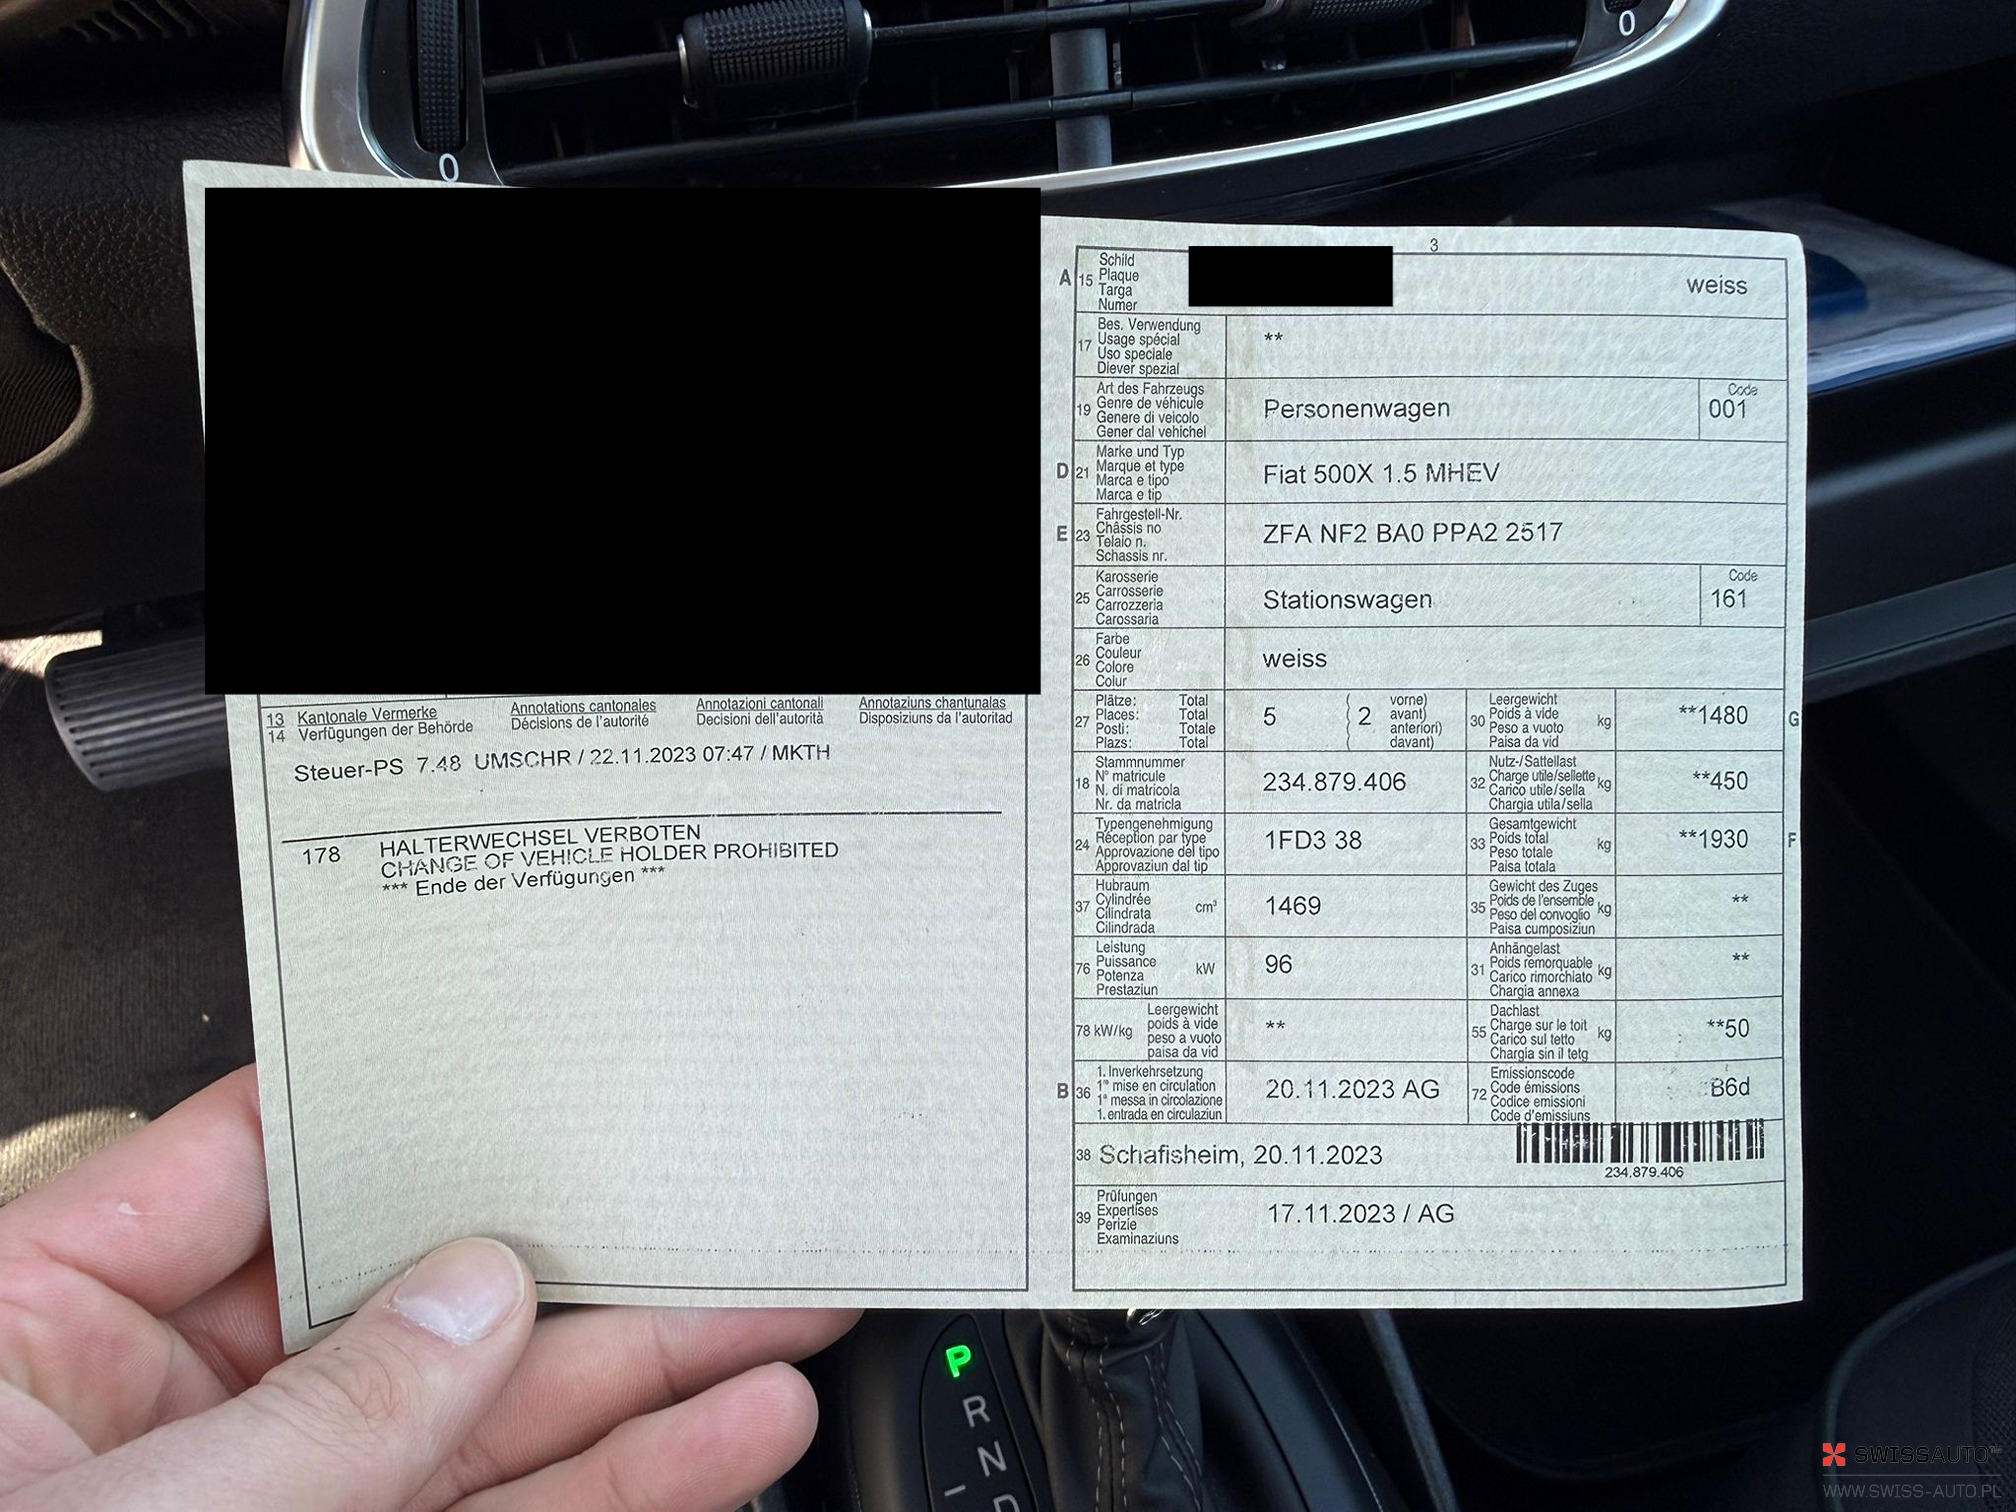 0
0
3
A 15 Schild
Plaque
Targa
Numer
weiss
17 Bes. Verwendung
Usage spécial
Uso speciale
Diever spezial
**
19 Art des Fahrzeugs
Genre de véhicule
Genere di veicolo
Gener dal vehichel
Personenwagen
Code
001
D 21 Marke und Typ
Marque et type
Marca e tipo
Marca e tip
Fiat 500X 1.5 MHEV
E 23 Fahrgestell-Nr.
Châssis no
Telaio n.
Schassis nr.
ZFA NF2 BA0 PPA2 2517
25 Karosserie
Carrosserie
Carrozzeria
Carossaria
Stationswagen
Code
161
26 Farbe
Couleur
Colore
Colur
weiss
27 Plätze: Total
Places: Total
Posti: Totale
Plazs: Total
5
( 2 vorne)
avant)
anteriori)
davant)
30 Leergewicht
Poids à vide kg
Peso a vuoto
Paisa da vid
**1480 G
18 Stammnummer
N° matricule
N. di matricola
Nr. da matricla
234.879.406
32 Nutz-/Sattellast
Charge utile/sellette kg
Carico utile/sella
Chargia utila/sella
**450
24 Typengenehmigung
Réception par type
Approvazione del tipo
Approvaziun dal tip
1FD3 38
33 Gesamtgewicht
Poids total kg
Peso totale
Paisa totala
**1930 F
37 Hubraum
Cylindrée cm³
Cilindrata
Cilindrada
1469
35 Gewicht des Zuges
Poids de l'ensemble kg
Peso del convoglio
Paisa cumposiziun
**
76 Leistung
Puissance kW
Potenza
Prestaziun
96
31 Anhängelast
Poids remorquable kg
Carico rimorchiato
Chargia annexa
**
78 kW/kg Leergewicht
poids à vide
peso a vuoto
paisa da vid
**
55 Dachlast
Charge sur le toit kg
Carico sul tetto
Chargia sin il tetg
**50
B 36 1. Inverkehrsetzung
1re mise en circulation
1a messa in circolazione
1. entrada en circulaziun
20.11.2023 AG
72 Emissionscode
Code émissions
Codice emissioni
Code d'emissiuns
B6d
38 Schafisheim, 20.11.2023
234.879.406
39 Prüfungen
Expertises
Perizie
Examinaziuns
17.11.2023 / AG
13 Kantonale Vermerke Annotations cantonales Annotazioni cantonali Annotaziuns chantunalas
14 Verfügungen der Behörde Décisions de l'autorité Decisioni dell'autorità Disposiziuns da l'autoritad
Steuer-PS 7.48 UMSCHR / 22.11.2023 07:47 / MKTH
178 HALTERWECHSEL VERBOTEN
CHANGE OF VEHICLE HOLDER PROHIBITED
*** Ende der Verfügungen ***
P
R
N
D
SWISSAUTO
WWW.SWISS-AUTO.PL